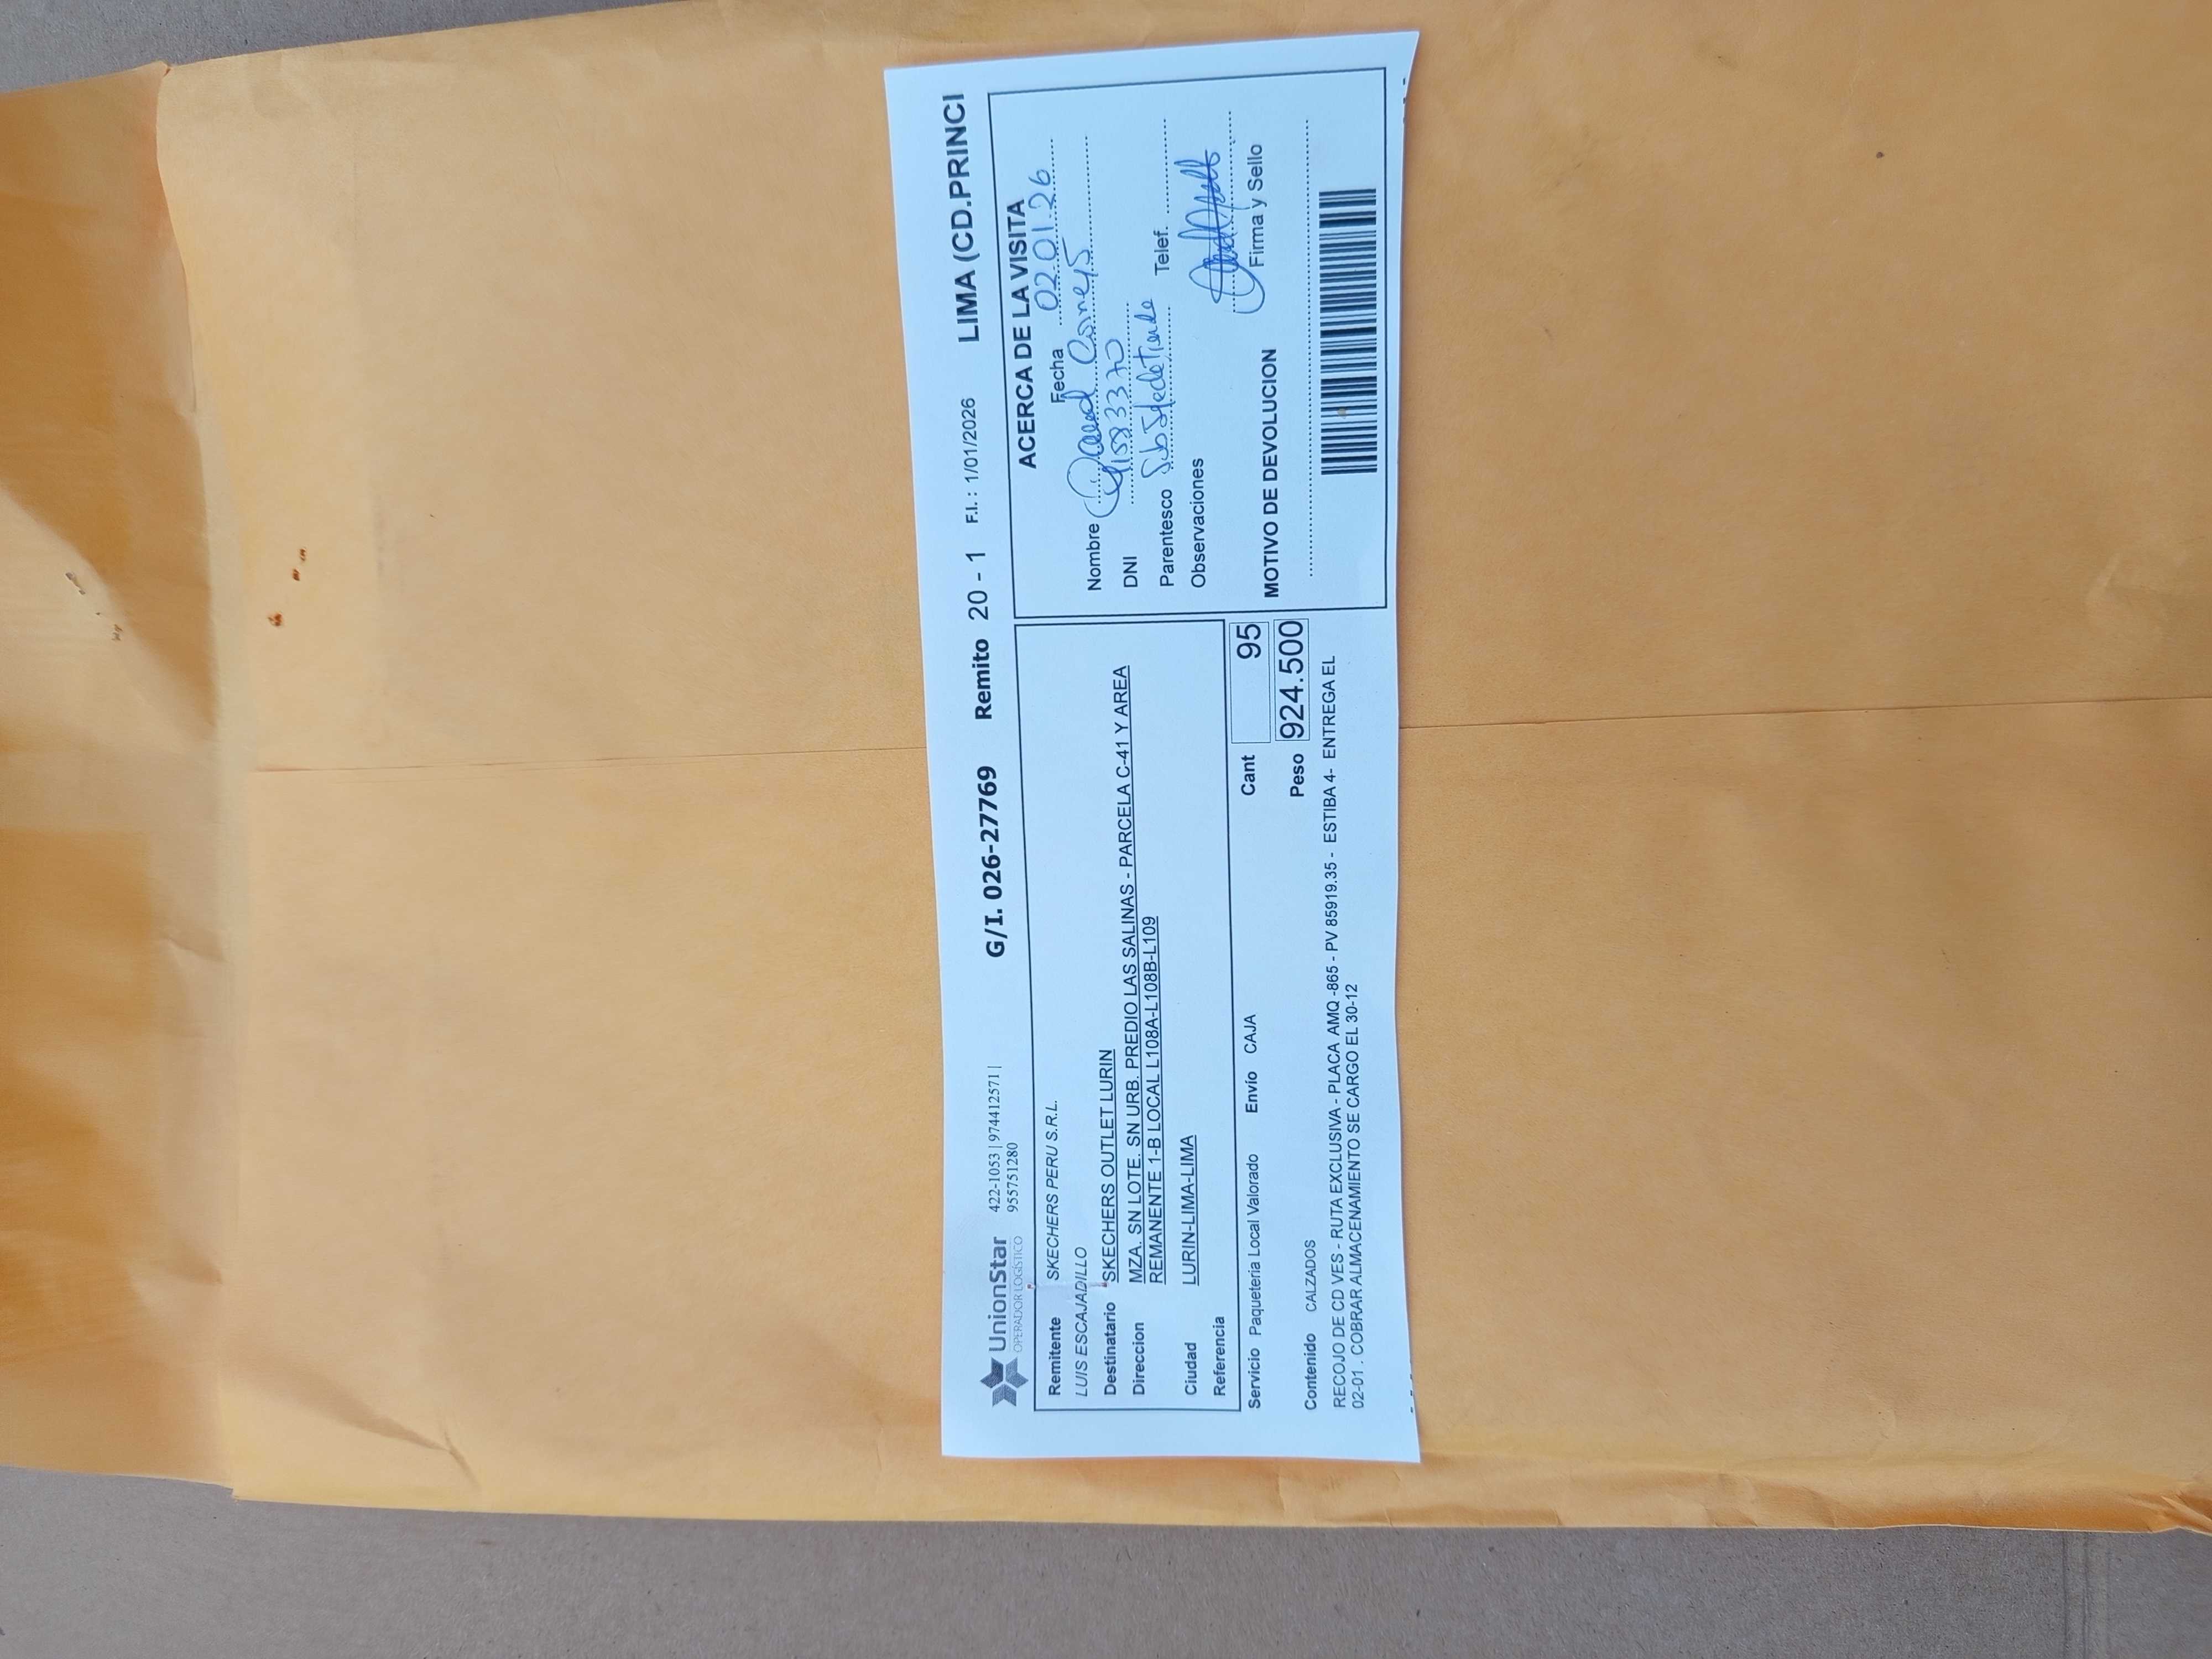 UnionStar
OPERADOR LOGÍSTICO
422-1053 | 974412571 |
955751280
G/I. 026-27769 Remito 20 - 1 F.I. : 1/01/2026 LIMA (CD.PRINCI
Remitente SKECHERS PERU S.R.L.
LUIS ESCAJADILLO
Destinatario SKECHERS OUTLET LURIN
Direccion MZA. SN LOTE. SN URB. PREDIO LAS SALINAS - PARCELA C-41 Y AREA
REMANENTE 1-B LOCAL L108A-L108B-L109
Ciudad LURIN-LIMA-LIMA
Referencia
Servicio Paqueteria Local Valorado Envío CAJA Cant 95
Peso 924.500
Contenido CALZADOS
RECOJO DE CD VES - RUTA EXCLUSIVA - PLACA AMQ -865 - PV 85919.35 - ESTIBA 4- ENTREGA EL
02-01 . COBRAR ALMACENAMIENTO SE CARGO EL 30-12
ACERCA DE LA VISITA
Fecha 02.01.26
Nombre
DNI
Parentesco Telef.
Observaciones
Firma y Sello
MOTIVO DE DEVOLUCION